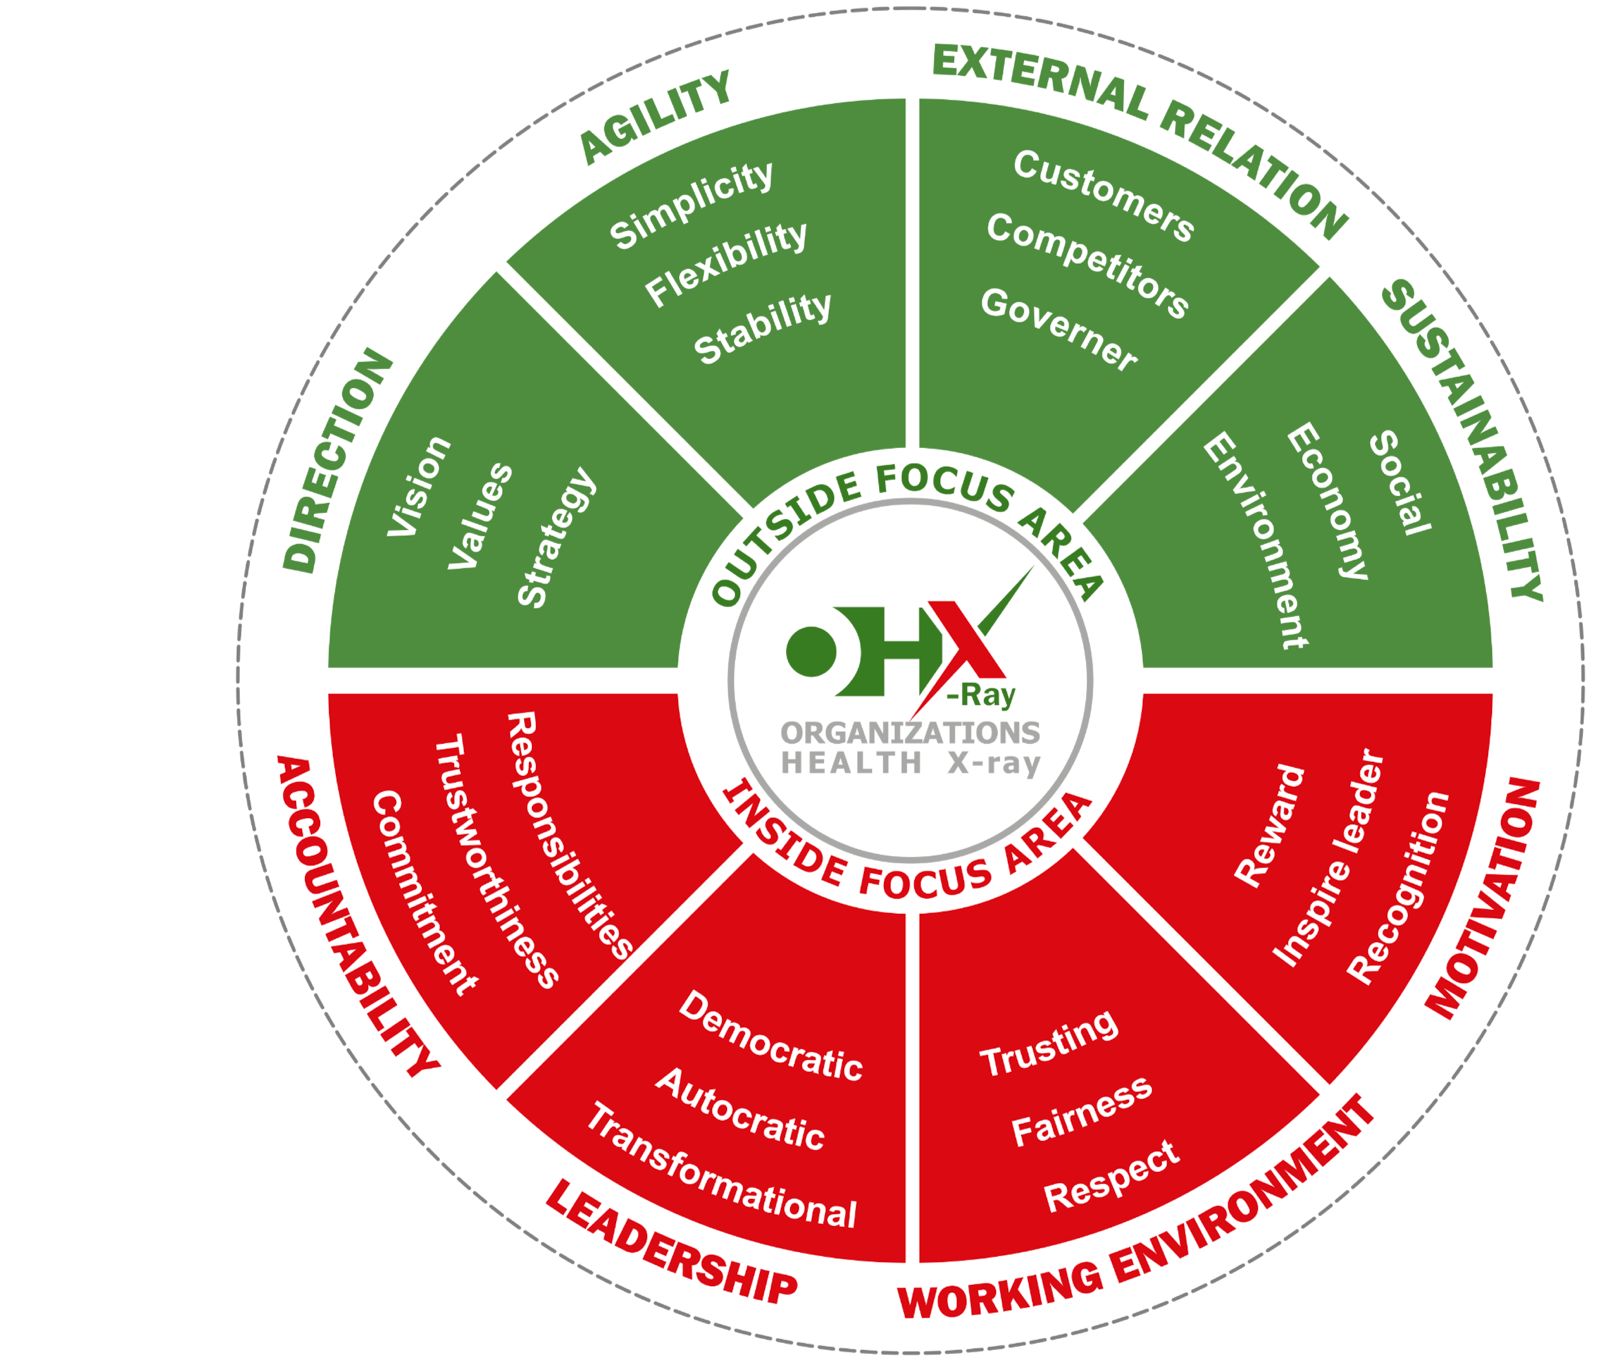 AGILITY
Simplicity
Flexibility
Stability
EXTERNAL RELATION
Customers
Competitors
Governer
SUSTAINABILITY
Social
Economy
Environment
DIRECTION
Vision
Values
Strategy
OUTSIDE FOCUS AREA
OHX
-Ray
ORGANIZATIONS
HEALTH X-ray
INSIDE FOCUS AREA
MOTIVATION
Reward
Inspire leader
Recognition
WORKING ENVIRONMENT
Trusting
Fairness
Respect
LEADERSHIP
Democratic
Autocratic
Transformational
ACCOUNTABILITY
Responsibilities
Trustworthiness
Commitment